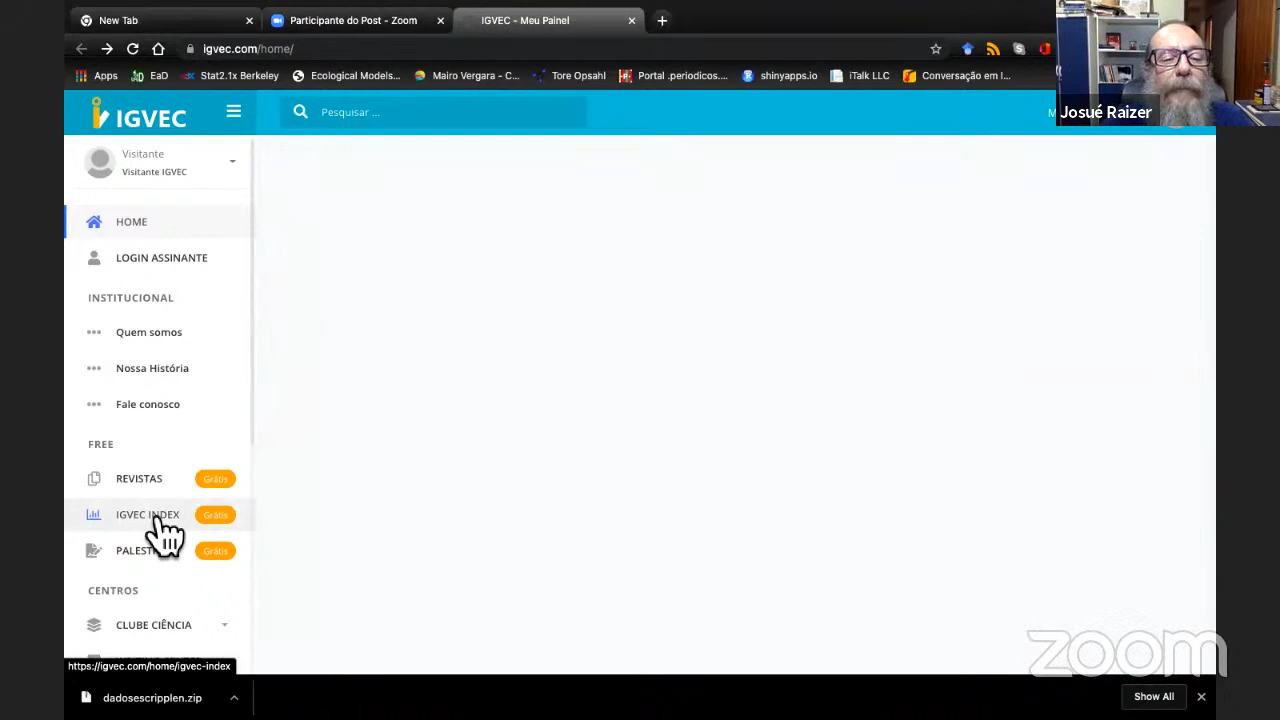 New Tab
Participante do Post - Zoom
IGVEC - Meu Painel
igvec.com/home/
Apps
EaD
Stat2.1x Berkeley
Ecological Models...
Mairo Vergara - C...
Tore Opsahl
Portal .periodicos...
shinyapps.io
iTalk LLC
Conversação em I...
IGVEC
Pesquisar ...
M
Josué Raizer
Visitante
Visitante IGVEC
HOME
LOGIN ASSINANTE
INSTITUCIONAL
Quem somos
Nossa História
Fale conosco
FREE
REVISTAS
Grátis
IGVEC INDEX
Grátis
Grátis
CENTROS
CLUBE CIÊNCIA
https://igvec.com/home/igvec-index
zoom
dadosescripplen.zip
Show All